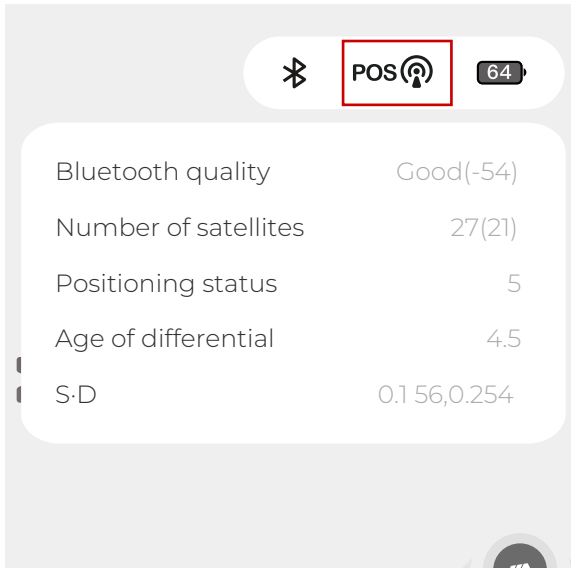 POS 64
Bluetooth quality Good(-54)
Number of satellites 27(21)
Positioning status 5
Age of differential 4.5
S·D 0.1 56,0.254